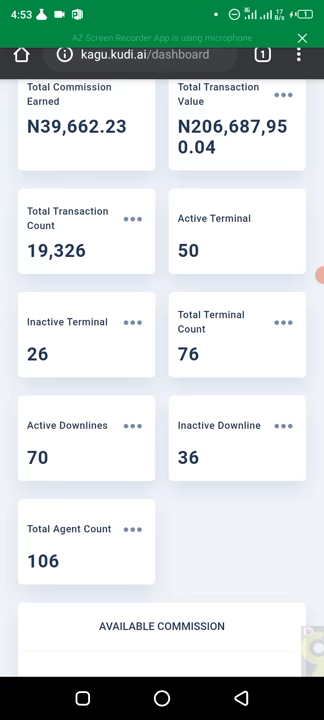 4:53
AZ Screen Recorder App is using microphone
kagu.kudi.ai/dashboard
1
Total Commission
Earned
N39,662.23
Total Transaction
Value
N206,687,95
0.04
Total Transaction
Count
19,326
Active Terminal
50
Inactive Terminal
26
Total Terminal
Count
76
Active Downlines
70
Inactive Downline
36
Total Agent Count
106
AVAILABLE COMMISSION